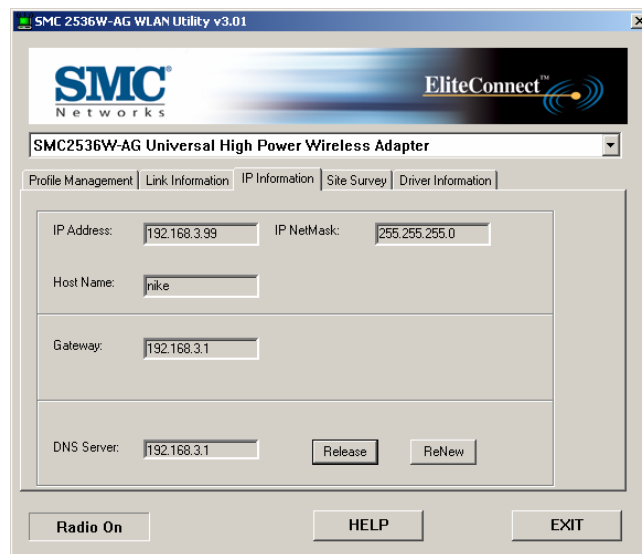 SMC 2536W-AG WLAN Utility v3.01
SMC®
Networks
EliteConnect™
SMC2536W-AG Universal High Power Wireless Adapter
Profile Management Link Information IP Information Site Survey Driver Information
IP Address: 192.168.3.99 IP NetMask: 255.255.255.0
Host Name: nike
Gateway: 192.168.3.1
DNS Server: 192.168.3.1 Release ReNew
Radio On HELP EXIT